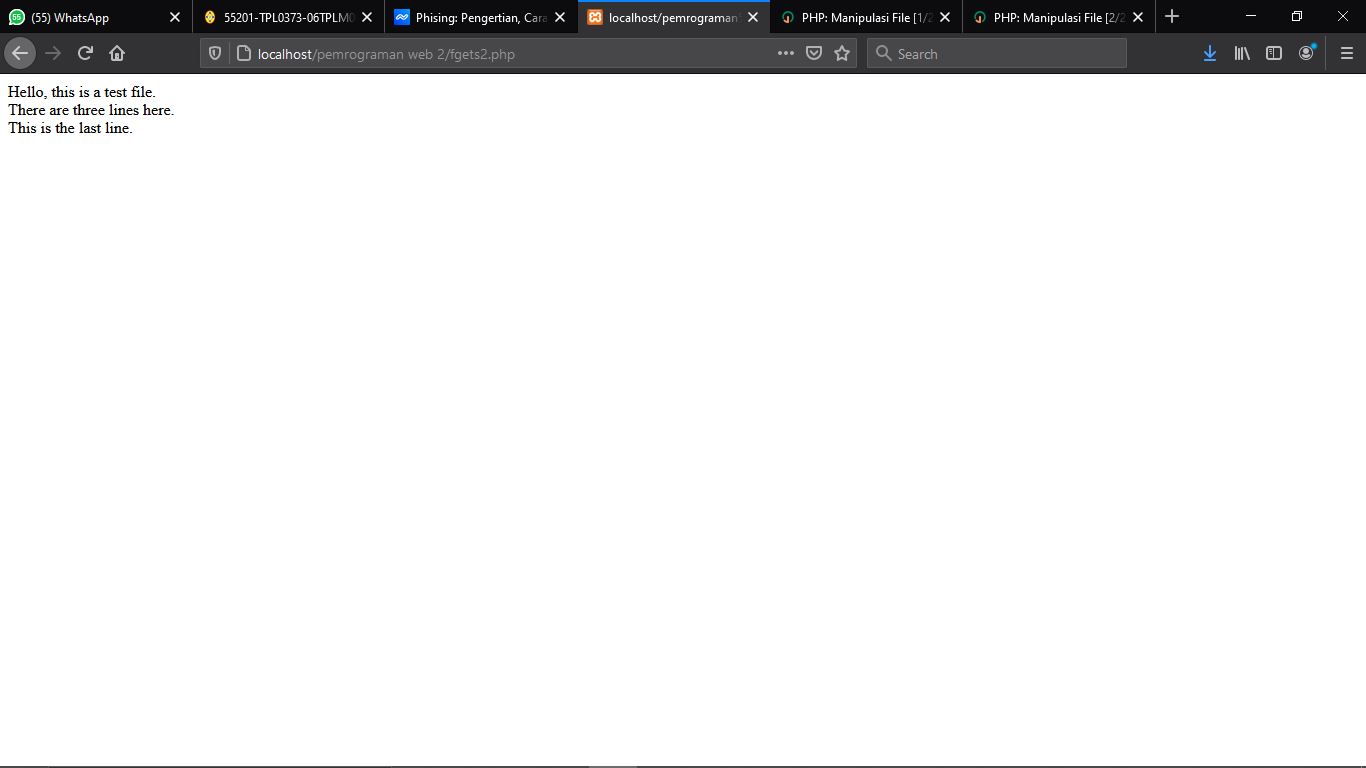 (55) WhatsApp
55201-TPL0373-06TPLM0
Phising: Pengertian, Cara
localhost/pemrograman
PHP: Manipulasi File [1/2
PHP: Manipulasi File [2/2
localhost/pemrograman web 2/fgets2.php
Search
Hello, this is a test file.
There are three lines here.
This is the last line.